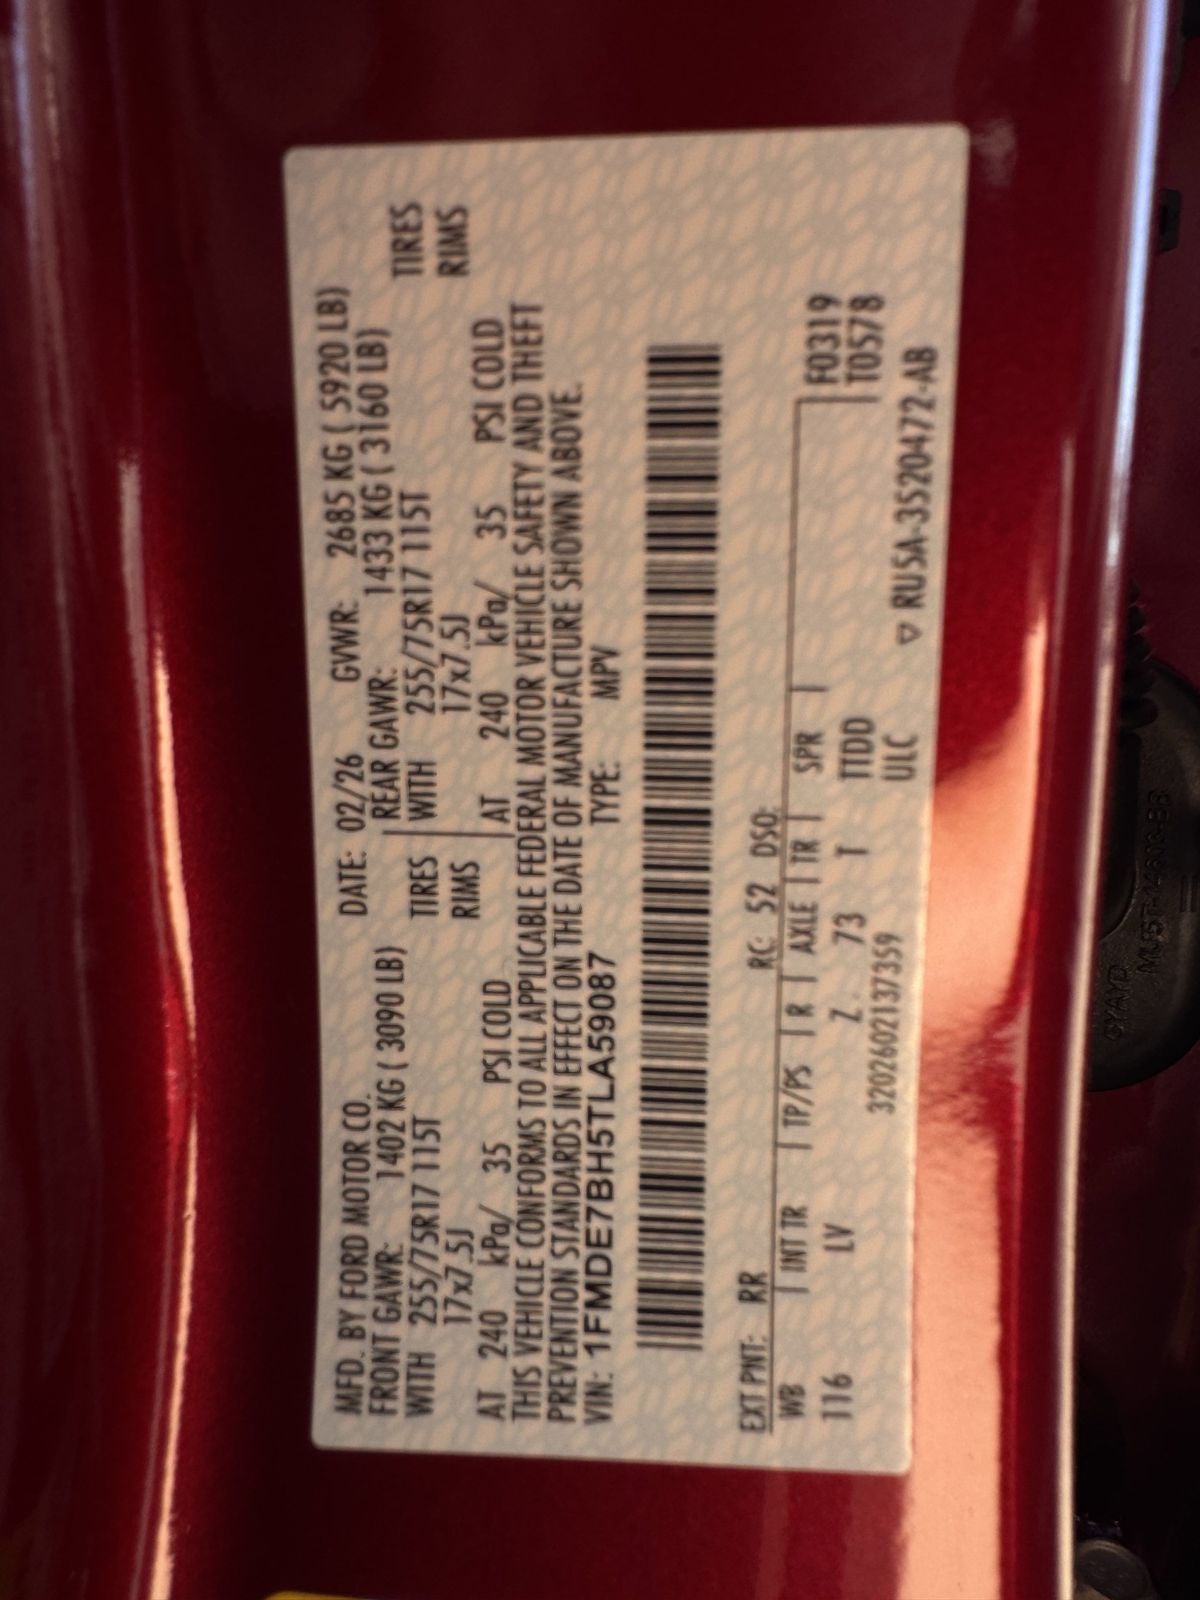 MFD. BY FORD MOTOR CO. DATE: 02/26 GVWR: 2685 KG ( 5920 LB)
FRONT GAWR: 1402 KG ( 3090 LB) REAR GAWR: 1433 KG ( 3160 LB)
WITH 255/75R17 115T TIRES WITH 255/75R17 115T TIRES
17x7.5J RIMS 17x7.5J RIMS
AT 240 kPa/ 35 PSI COLD AT 240 kPa/ 35 PSI COLD
THIS VEHICLE CONFORMS TO ALL APPLICABLE FEDERAL MOTOR VEHICLE SAFETY AND THEFT
PREVENTION STANDARDS IN EFFECT ON THE DATE OF MANUFACTURE SHOWN ABOVE.
VIN: 1FMDE7BH5TLA59087 TYPE: MPV
EXT PNT: RR RC: 52 DSO:
WB | INT TR | TP/PS | R | AXLE | TR | SPR | F0319
116 LV Z. 73 T TTDD T0578
3202602137359 ULC
▽ RU5A-3520472-AB